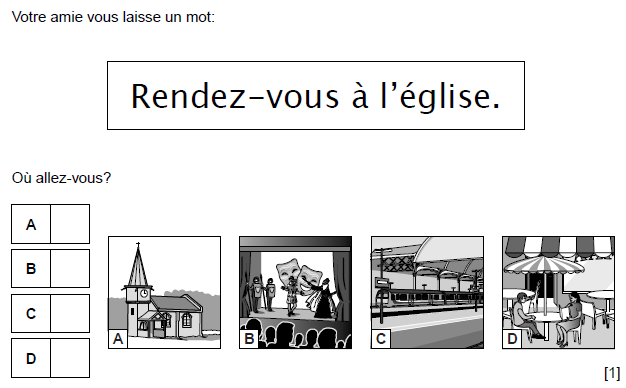 Votre amie vous laisse un mot:
Rendez-vous à l'église.
Où allez-vous?
A
B
C
D
A
B
C
D
[1]